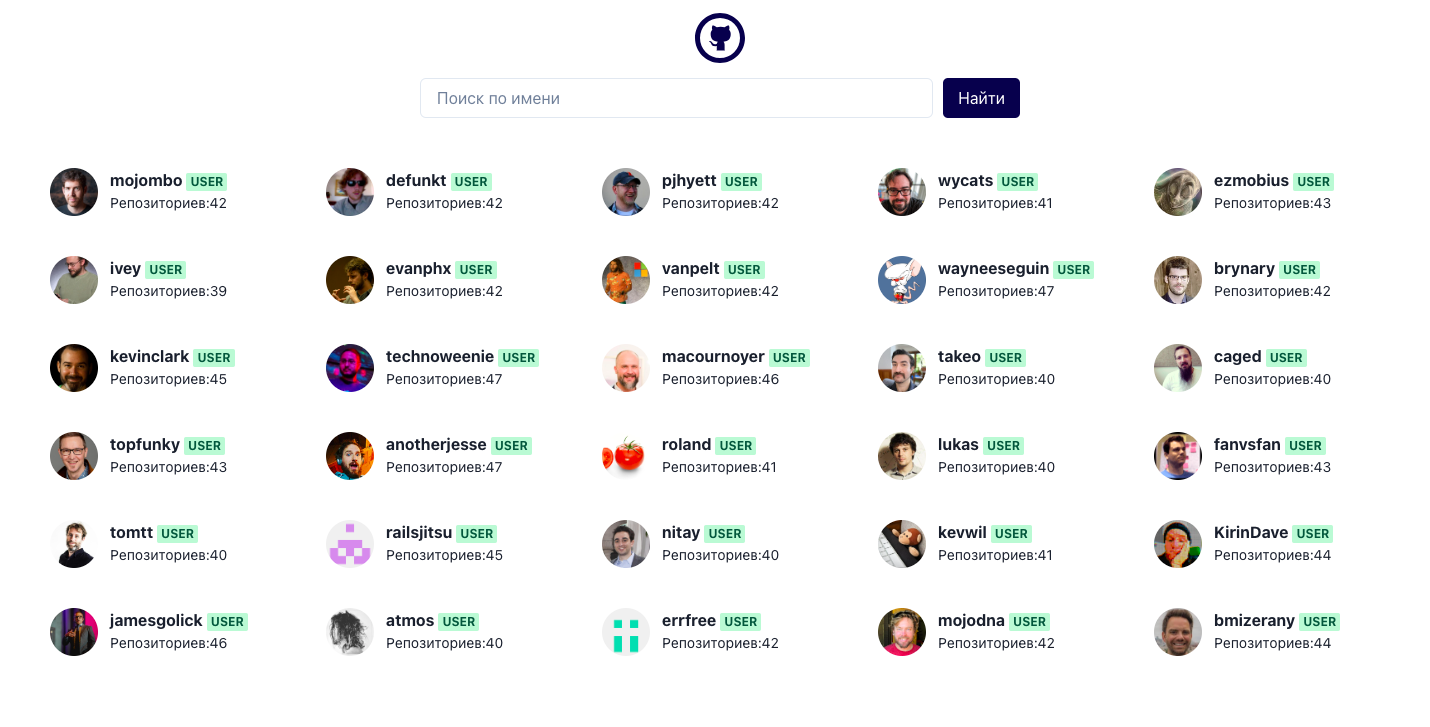 Поиск по имени
Найти
mojombo USER
Репозиториев:42
defunkt USER
Репозиториев:42
pjhyett USER
Репозиториев:42
wycats USER
Репозиториев:41
ezmobius USER
Репозиториев:43
ivey USER
Репозиториев:39
evanphx USER
Репозиториев:42
vanpelt USER
Репозиториев:42
wayneeseguin USER
Репозиториев:47
brynary USER
Репозиториев:42
kevinclark USER
Репозиториев:45
technoweenie USER
Репозиториев:47
macournoyer USER
Репозиториев:46
takeo USER
Репозиториев:40
caged USER
Репозиториев:40
topfunky USER
Репозиториев:43
anotherjesse USER
Репозиториев:47
roland USER
Репозиториев:41
lukas USER
Репозиториев:40
fanvsfan USER
Репозиториев:43
tomtt USER
Репозиториев:40
railsjitsu USER
Репозиториев:45
nitay USER
Репозиториев:40
kevwil USER
Репозиториев:41
KirinDave USER
Репозиториев:44
jamesgolick USER
Репозиториев:46
atmos USER
Репозиториев:40
errfree USER
Репозиториев:42
mojodna USER
Репозиториев:42
bmizerany USER
Репозиториев:44